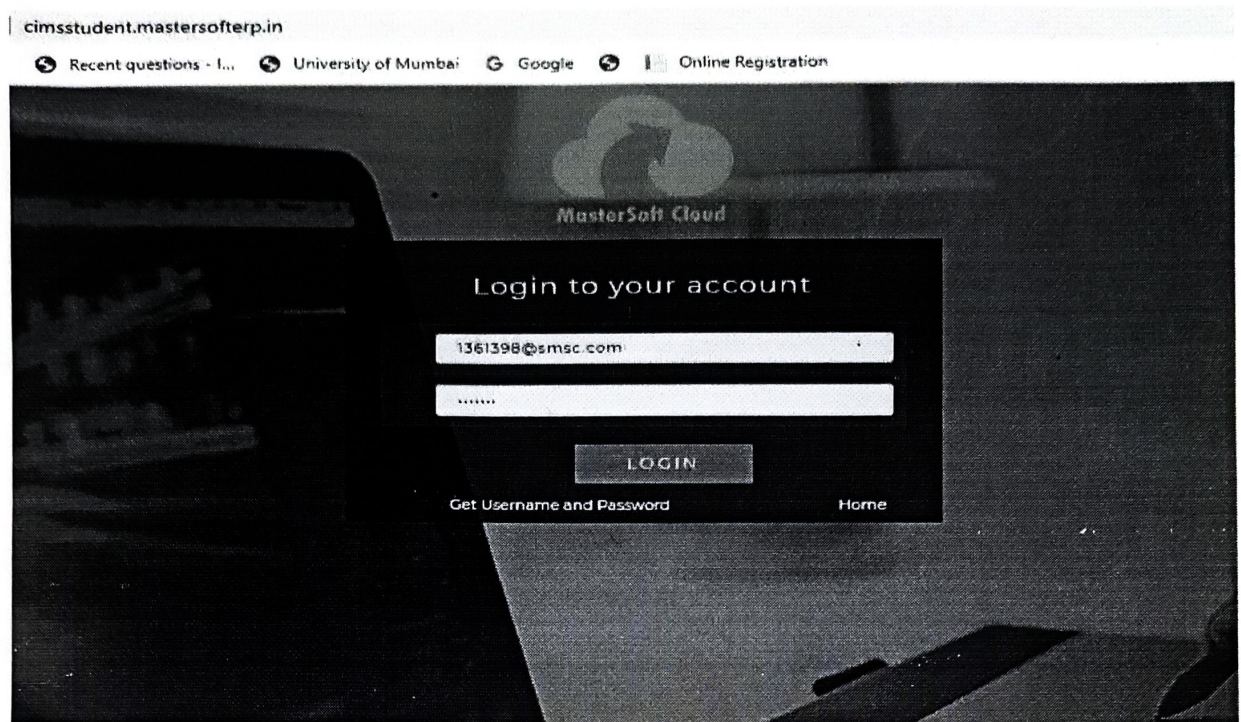 cimsstudent.mastersofterp.in
Recent questions - I... University of Mumbai Google Online Registration
MasterSoft Cloud
Login to your account
1361398@smsc.com
.......
LOGIN
Get Username and Password Home